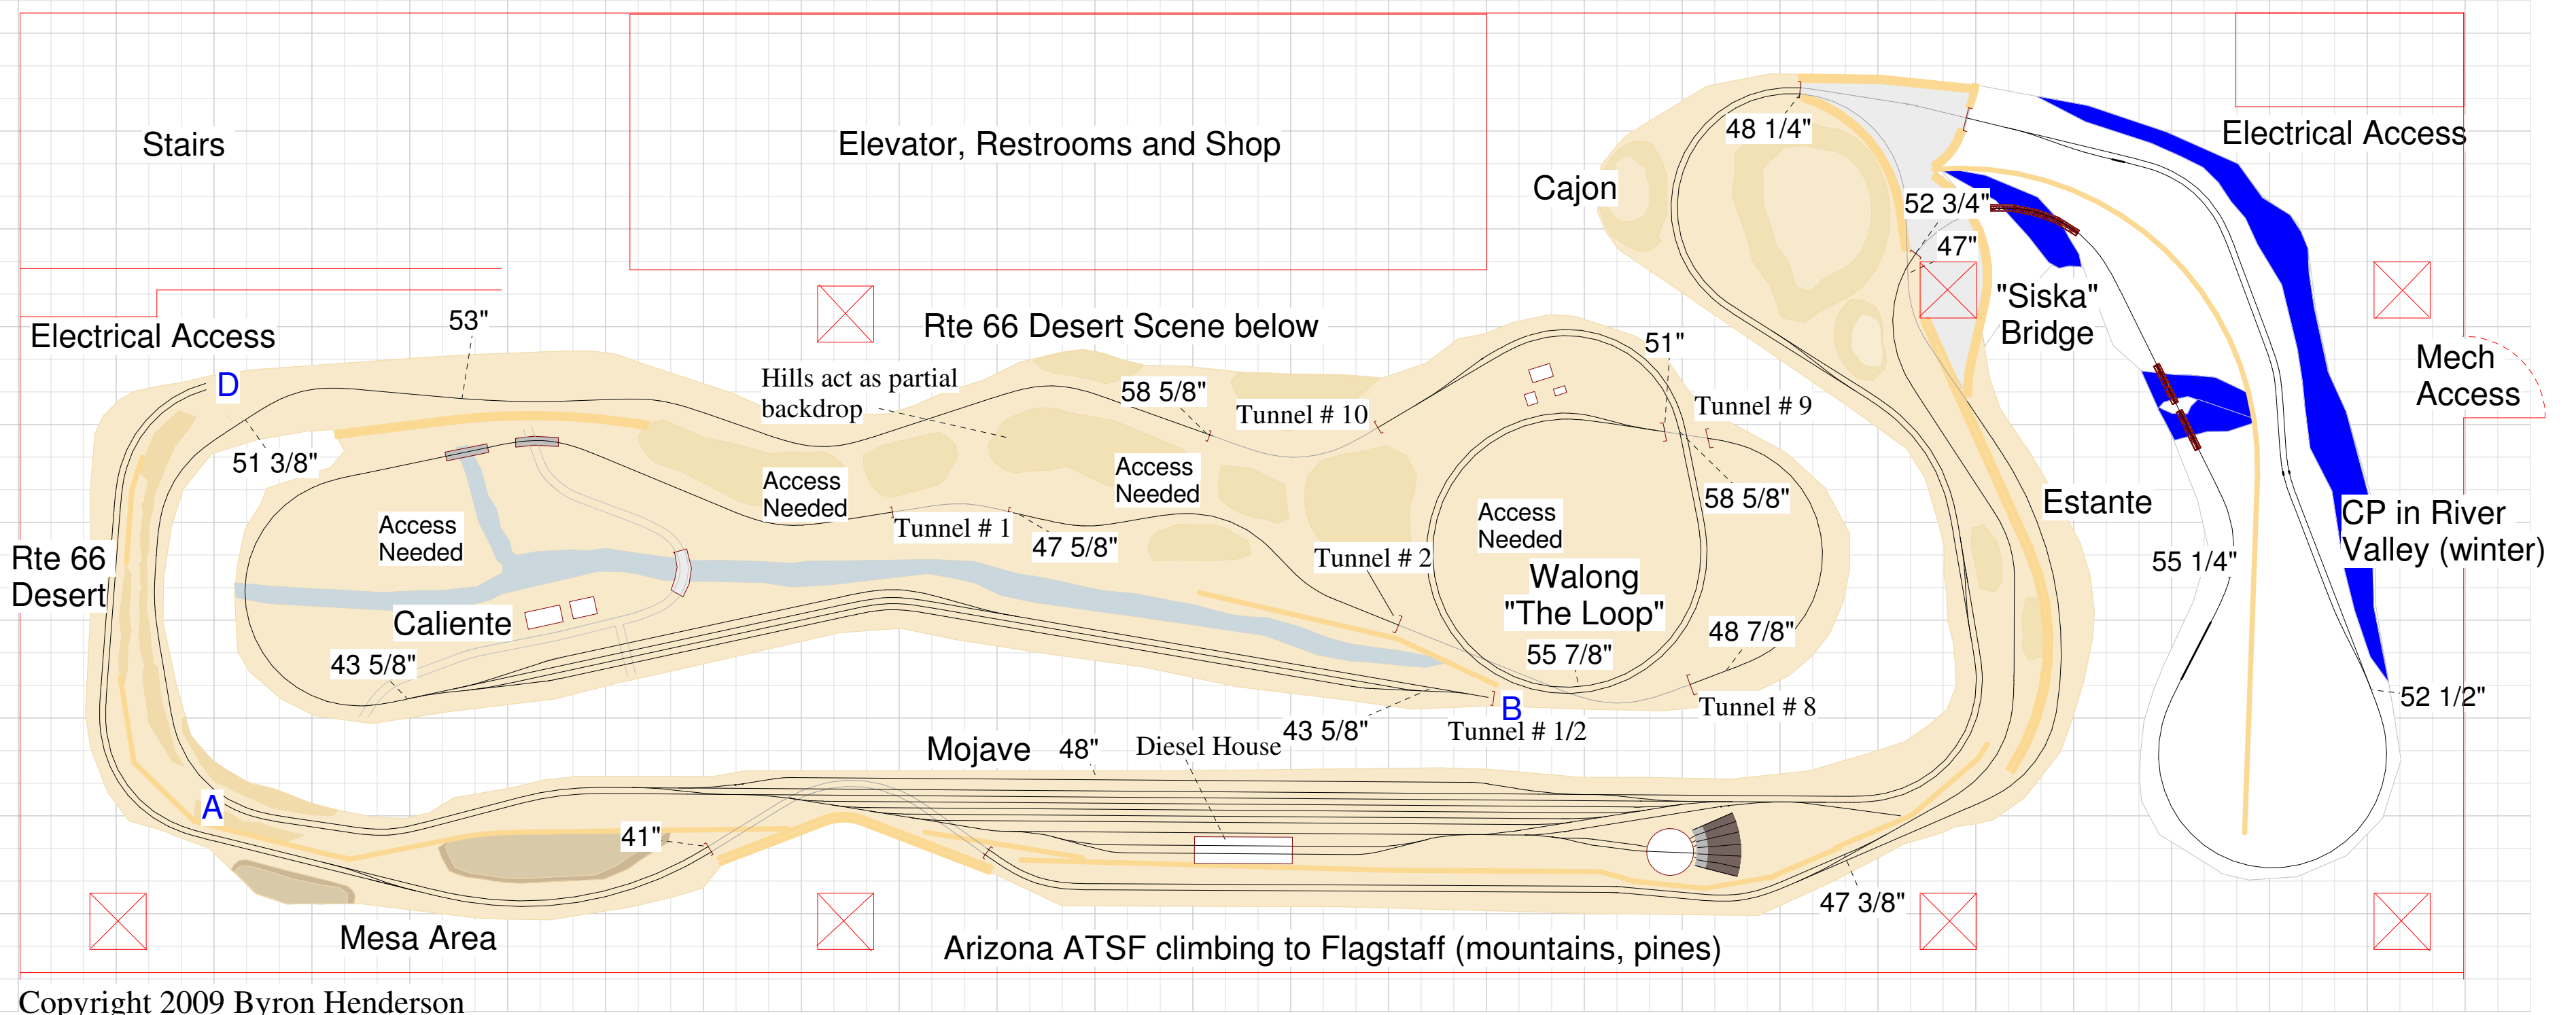 Stairs
Elevator, Restrooms and Shop
48 1/4"
Electrical Access
Cajon
52 3/4"
47"
"Siska"
Bridge
Electrical Access
53"
Rte 66 Desert Scene below
51"
Mech
Access
D
Hills act as partial
backdrop
58 5/8"
Tunnel # 10
Tunnel # 9
51 3/8"
Access
Needed
Access
Needed
58 5/8"
Estante
Access
Needed
Tunnel # 1
47 5/8"
Access
Needed
CP in River
Valley (winter)
Rte 66
Desert
Tunnel # 2
Walong
"The Loop"
55 1/4"
Caliente
43 5/8"
55 7/8"
48 7/8"
52 1/2"
B
43 5/8"
Tunnel # 1/2
Tunnel # 8
Mojave
48"
Diesel House
A
41"
47 3/8"
Mesa Area
Arizona ATSF climbing to Flagstaff (mountains, pines)
Copyright 2009 Byron Henderson